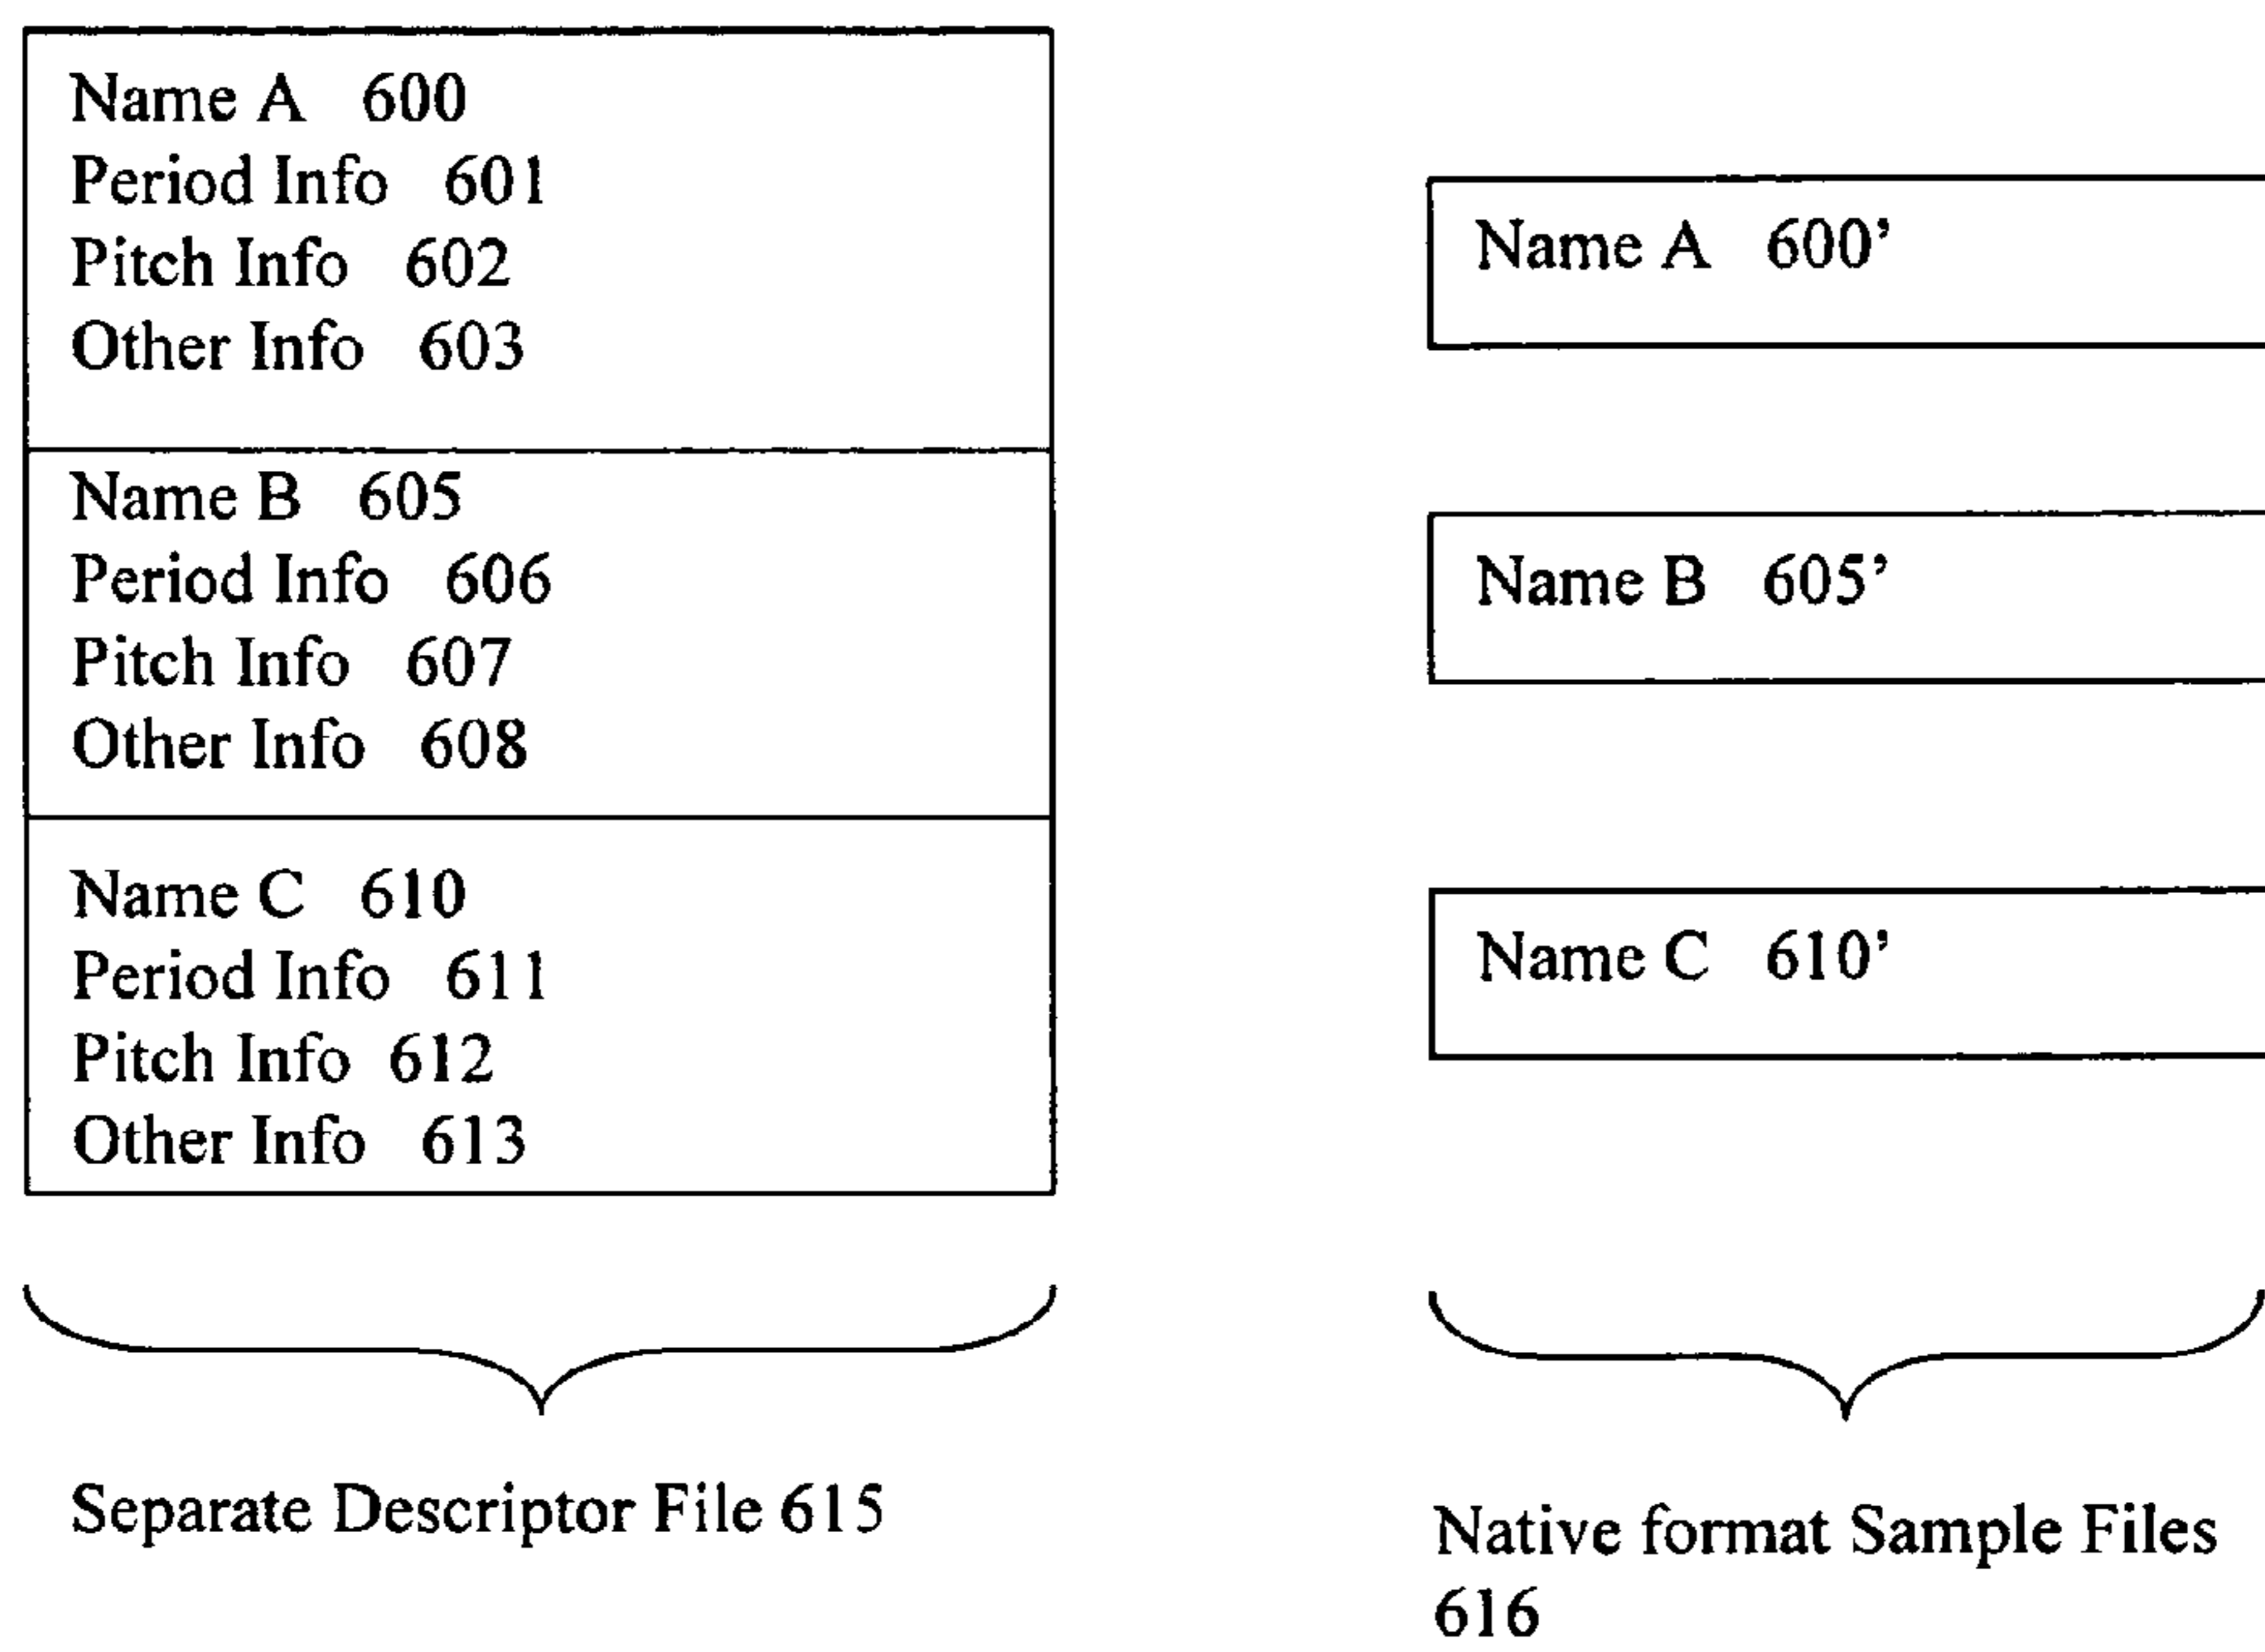 Name A 600
Period Info 601
Pitch Info 602
Other Info 603
Name B 605
Period Info 606
Pitch Info 607
Other Info 608
Name C 610
Period Info 611
Pitch Info 612
Other Info 613
Separate Descriptor File 615
Name A 600’
Name B 605’
Name C 610’
Native format Sample Files
616